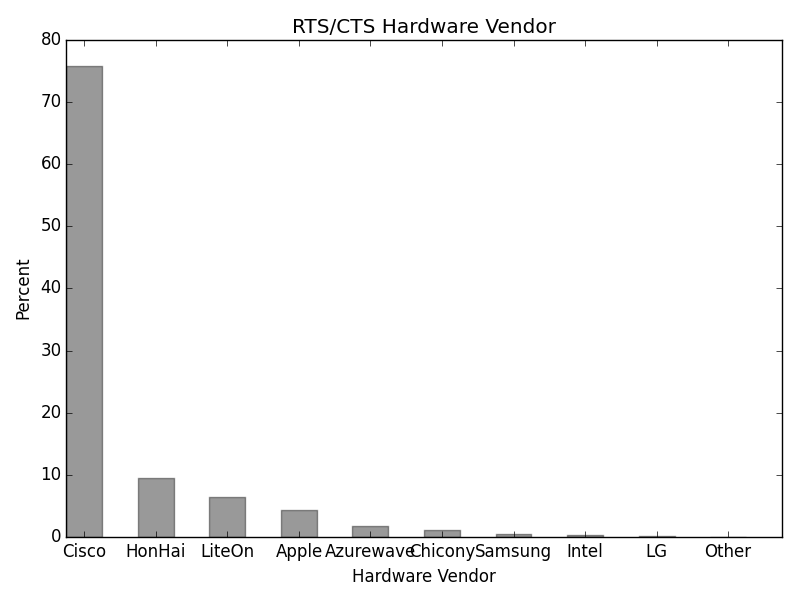 RTS/CTS Hardware Vendor
80
70
60
50
40
30
20
10
0
Percent
Cisco HonHai LiteOn Apple Azurewave Chicony Samsung Intel LG Other
Hardware Vendor